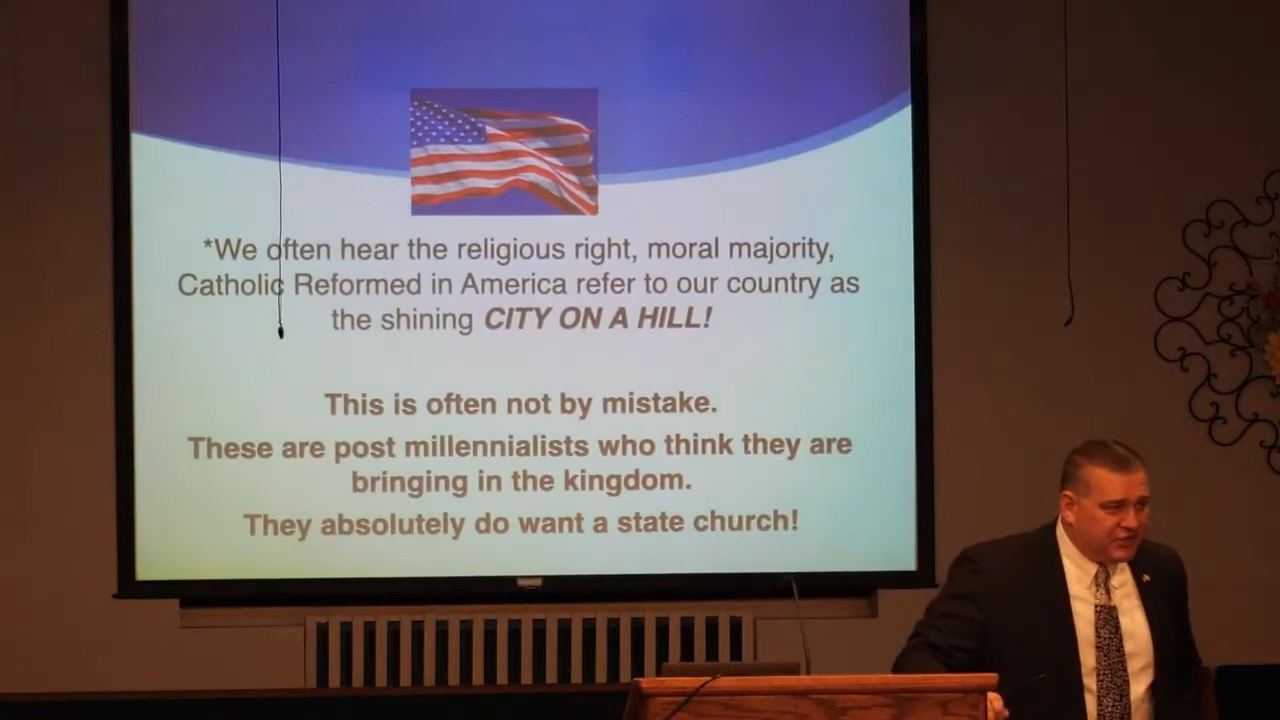 *We often hear the religious right, moral majority,
Catholic Reformed in America refer to our country as
the shining CITY ON A HILL!
This is often not by mistake.
These are post millennialists who think they are
bringing in the kingdom.
They absolutely do want a state church!